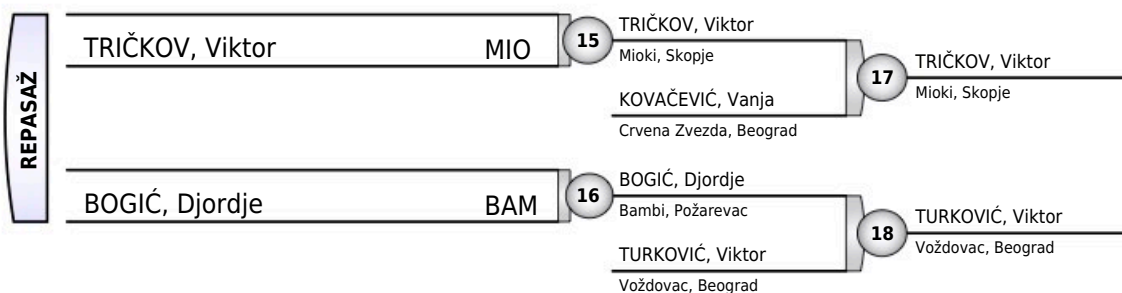 REPASAŽ
TRIČKOV, Viktor MIO
15
TRIČKOV, Viktor
Mioki, Skopje
KOVAČEVIĆ, Vanja
Crvena Zvezda, Beograd
17
TRIČKOV, Viktor
Mioki, Skopje
BOGIĆ, Djordje BAM
16
BOGIĆ, Djordje
Bambi, Požarevac
TURKOVIĆ, Viktor
Voždovac, Beograd
18
TURKOVIĆ, Viktor
Voždovac, Beograd